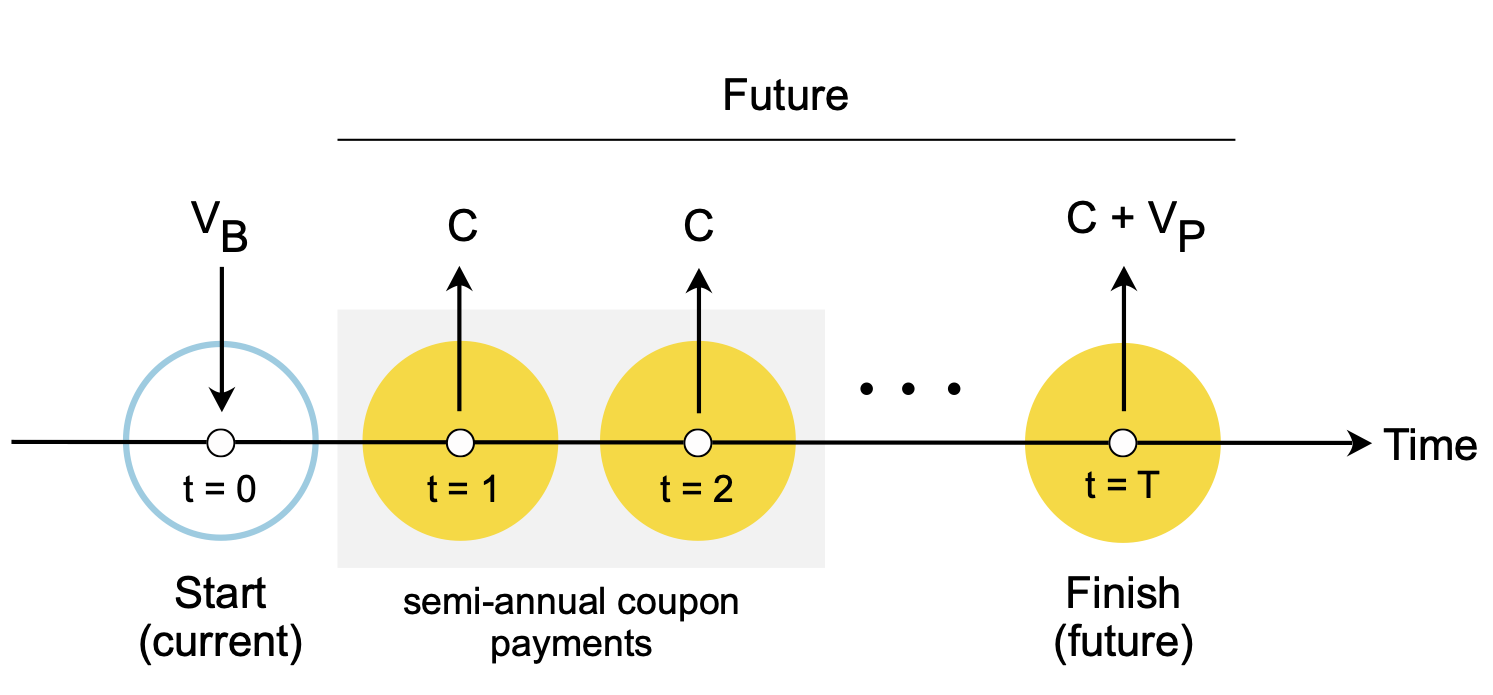 Future
V_B
C
C
C + V_P
t = 0
t = 1
t = 2
• • •
t = T
Time
Start
(current)
semi-annual coupon
payments
Finish
(future)